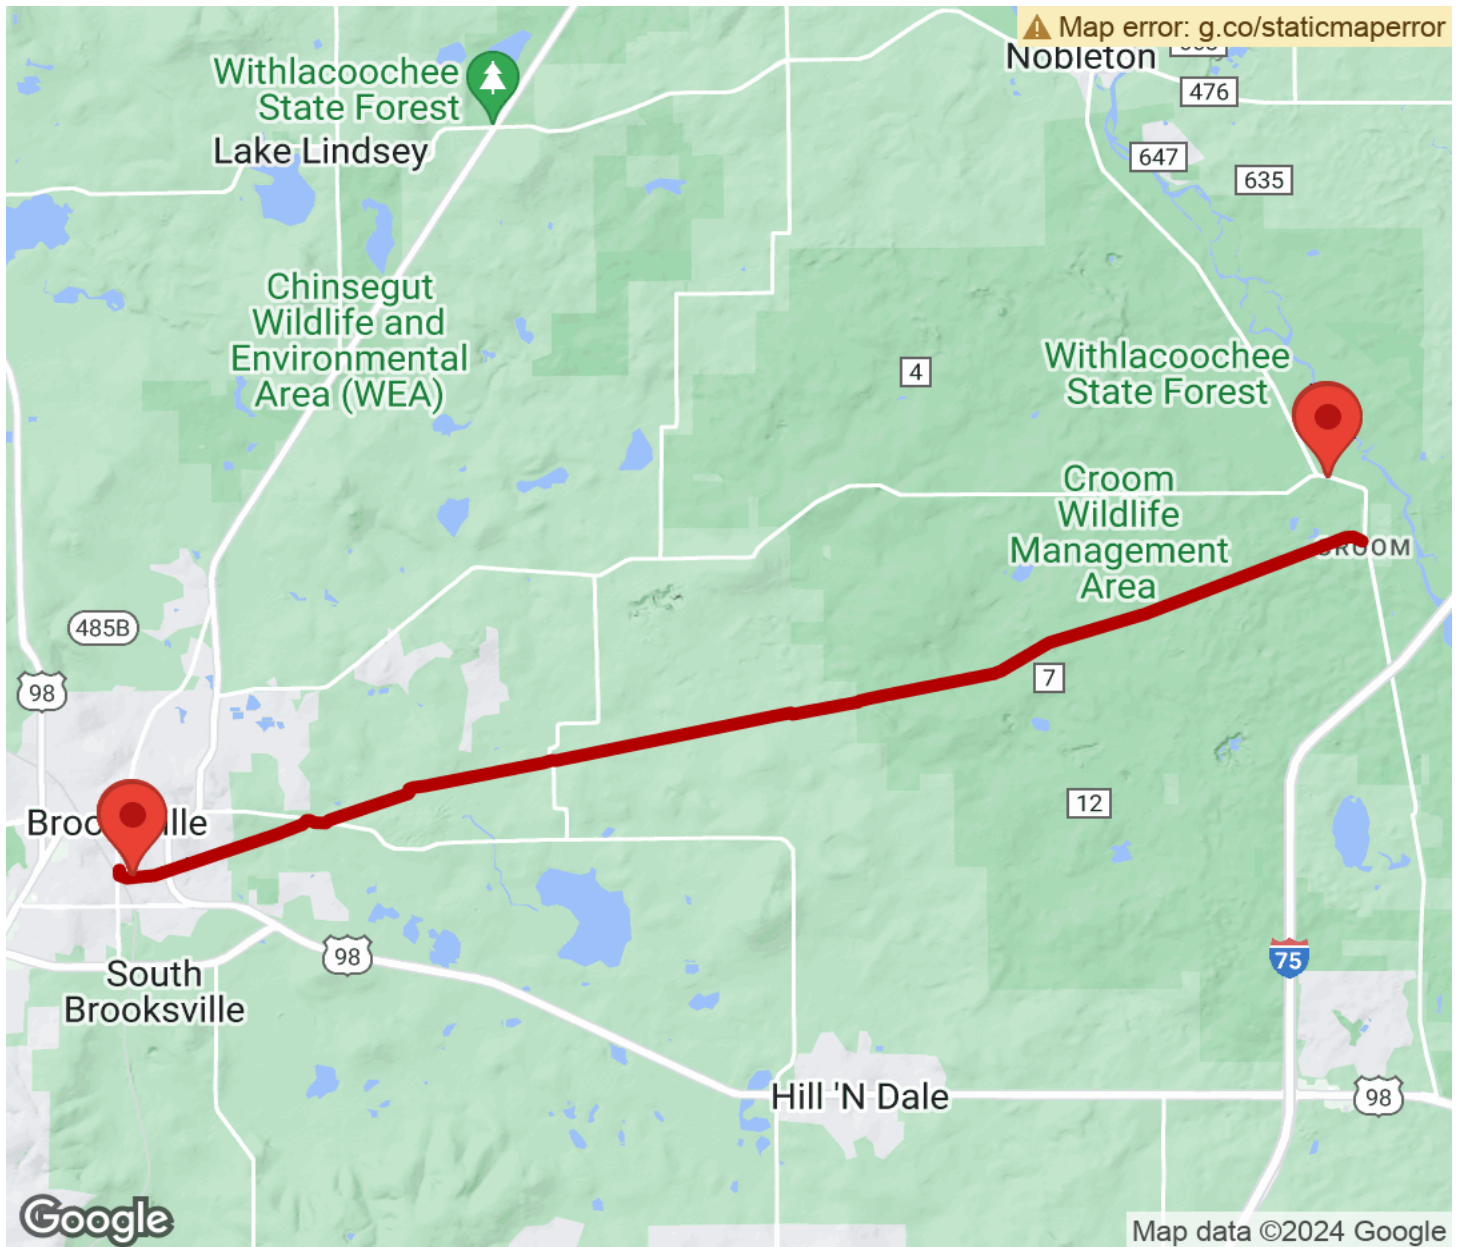 Map error: g.co/staticmaperror
Nobleton
476
Withlacoochee
State Forest
Lake Lindsey
647
635
Chinsegut
Wildlife and
Environmental
Area (WEA)
Withlacoochee
State Forest
4
Croom
Wildlife
Management
Area
CROOM
485B
98
7
12
98
75
South
Brooksville
Hill 'N Dale
98
Google
Map data ©2024 Google